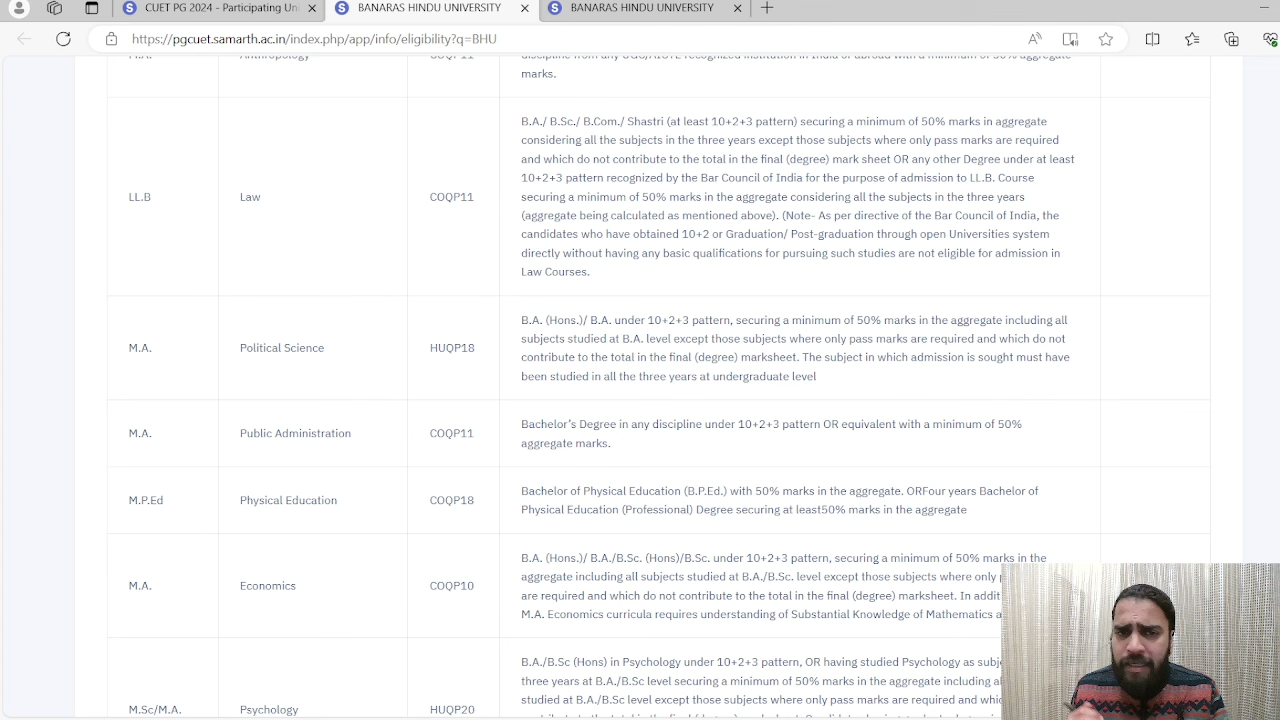 CUET PG 2024 - Participating Uni
BANARAS HINDU UNIVERSITY
BANARAS HINDU UNIVERSITY
https://pgcuet.samarth.ac.in/index.php/app/info/eligibility?q=BHU
M.A.
Anthropology
COQP11
discipline from any UGC/AICTE recognized institution in India or abroad with a minimum of 50% aggregate
marks.
LL.B
Law
COQP11
B.A./ B.Sc./ B.Com./ Shastri (at least 10+2+3 pattern) securing a minimum of 50% marks in aggregate
considering all the subjects in the three years except those subjects where only pass marks are required
and which do not contribute to the total in the final (degree) mark sheet OR any other Degree under at least
10+2+3 pattern recognized by the Bar Council of India for the purpose of admission to LL.B. Course
securing a minimum of 50% marks in the aggregate considering all the subjects in the three years
(aggregate being calculated as mentioned above). (Note- As per directive of the Bar Council of India, the
candidates who have obtained 10+2 or Graduation/ Post-graduation through open Universities system
directly without having any basic qualifications for pursuing such studies are not eligible for admission in
Law Courses.
M.A.
Political Science
HUQP18
B.A. (Hons.)/ B.A. under 10+2+3 pattern, securing a minimum of 50% marks in the aggregate including all
subjects studied at B.A. level except those subjects where only pass marks are required and which do not
contribute to the total in the final (degree) marksheet. The subject in which admission is sought must have
been studied in all the three years at undergraduate level
M.A.
Public Administration
COQP11
Bachelor's Degree in any discipline under 10+2+3 pattern OR equivalent with a minimum of 50%
aggregate marks.
M.P.Ed
Physical Education
COQP18
Bachelor of Physical Education (B.P.Ed.) with 50% marks in the aggregate. ORFour years Bachelor of
Physical Education (Professional) Degree securing at least50% marks in the aggregate
M.A.
Economics
COQP10
B.A. (Hons.)/ B.A./B.Sc. (Hons)/B.Sc. under 10+2+3 pattern, securing a minimum of 50% marks in the
aggregate including all subjects studied at B.A./B.Sc. level except those subjects where only
are required and which do not contribute to the total in the final (degree) marksheet. In
M.A. Economics curricula requires understanding of Substantial Knowledge of Mathematics
M.Sc/M.A.
Psychology
HUQP20
B.A./B.Sc (Hons) in Psychology under 10+2+3 pattern, OR having studied Psychology
three years at B.A./B.Sc level securing a minimum of 50% marks in the aggregate including
studied at B.A./B.Sc level except those subjects where only pass marks are required and